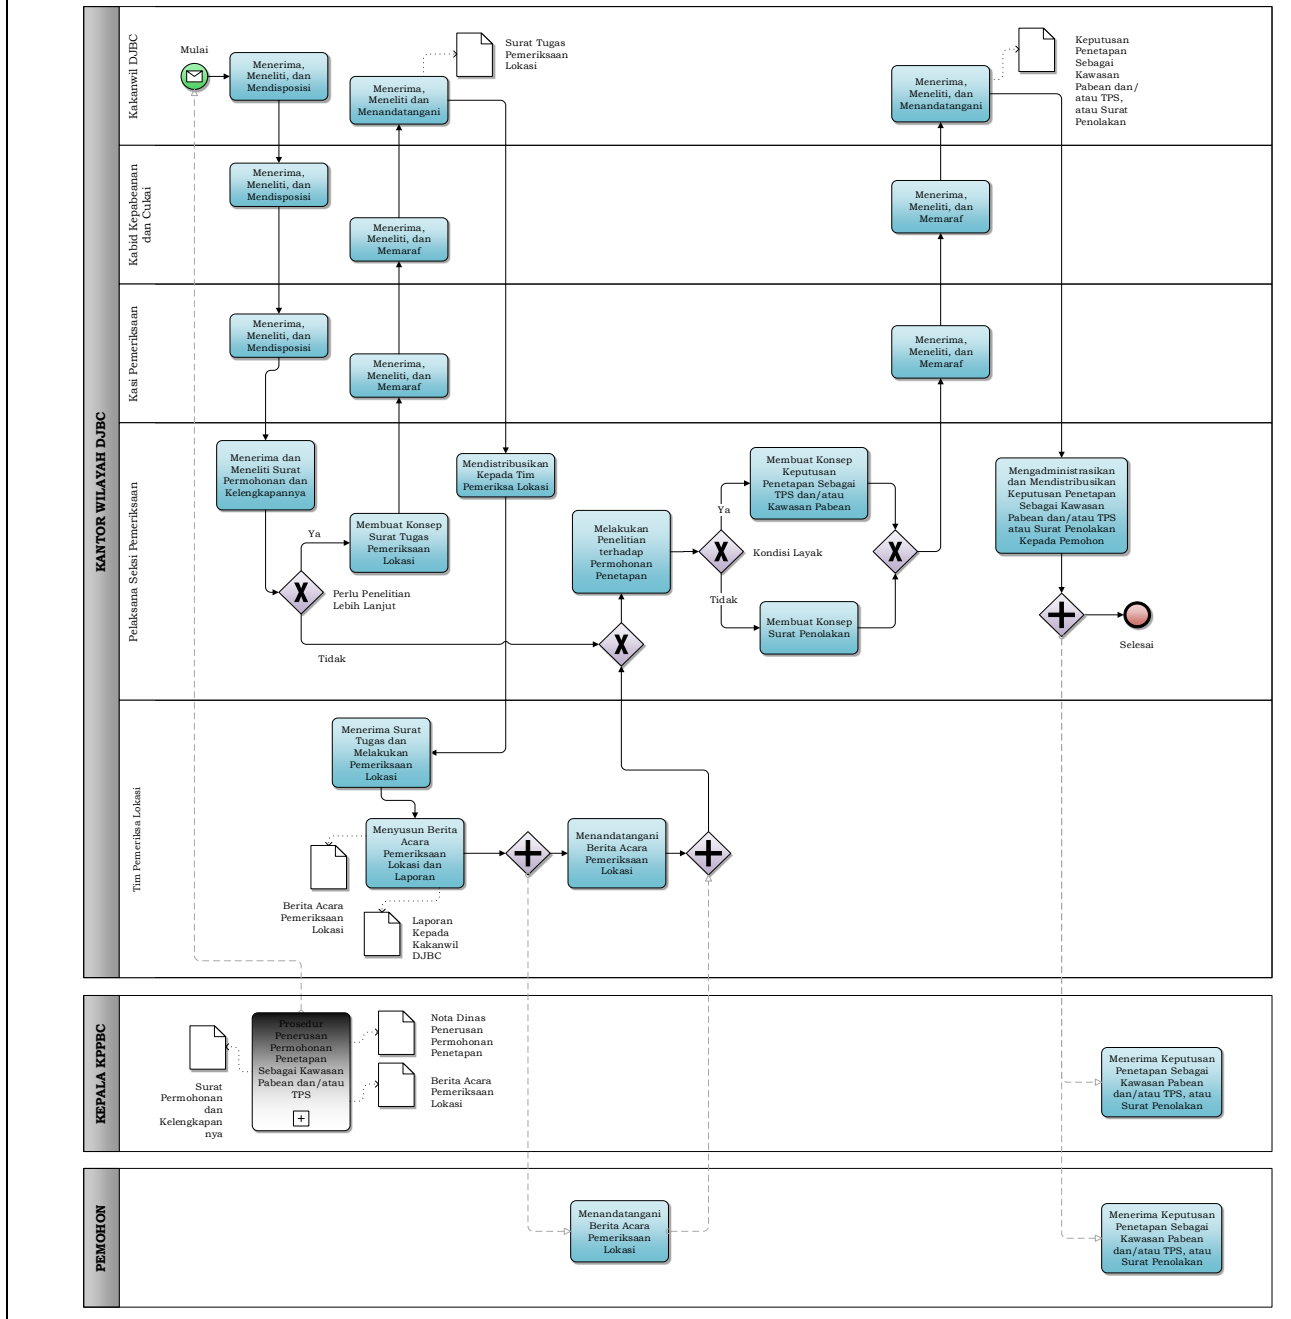 KANTOR WILAYAH DJBC
Kakanwil DJBC
Mulai
Menerima,
Meneliti, dan
Mendisposisi
Menerima,
Meneliti dan
Menandatangani
Surat Tugas
Pemeriksaan
Lokasi
Menerima,
Meneliti, dan
Menandatangani
Keputusan
Penetapan
Sebagai
Kawasan
Pabean dan/
atau TPS,
atau Surat
Penolakan
Kabid Kepabeanan
dan Cukai
Menerima,
Meneliti, dan
Mendisposisi
Menerima,
Meneliti, dan
Memaraf
Menerima,
Meneliti, dan
Memaraf
Kasi Pemeriksaan
Menerima,
Meneliti, dan
Mendisposisi
Menerima,
Meneliti, dan
Memaraf
Menerima,
Meneliti, dan
Memaraf
Pelaksana Seksi Pemeriksaan
Menerima dan
Meneliti Surat
Permohonan dan
Kelengkapannya
Ya
Perlu Penelitian
Lebih Lanjut
Tidak
Membuat Konsep
Surat Tugas
Pemeriksaan
Lokasi
Mendistribusikan
Kepada Tim
Pemeriksa Lokasi
Melakukan
Penelitian
terhadap
Permohonan
Penetapan
Ya
Kondisi Layak
Tidak
Membuat Konsep
Keputusan
Penetapan Sebagai
TPS dan/atau
Kawasan Pabean
Membuat Konsep
Surat Penolakan
Mengadministrasikan
dan Mendistribusikan
Keputusan Penetapan
Sebagai Kawasan
Pabean dan/atau TPS
atau Surat Penolakan
Kepada Pemohon
Selesai
Tim Pemeriksa Lokasi
Menerima Surat
Tugas dan
Melakukan
Pemeriksaan
Lokasi
Menyusun Berita
Acara
Pemeriksaan
Lokasi dan
Laporan
Berita Acara
Pemeriksaan
Lokasi
Laporan
Kepada
Kakanwil
DJBC
Menandatangani
Berita Acara
Pemeriksaan
Lokasi
KEPALA KPPBC
Surat
Permohonan
dan
Kelengkapan
nya
Prosedur
Penerusan
Permohonan
Penetapan
Sebagai Kawasan
Pabean dan/atau
TPS
Nota Dinas
Penerusan
Permohonan
Penetapan
Berita Acara
Pemeriksaan
Lokasi
Menerima Keputusan
Penetapan Sebagai
Kawasan Pabean
dan/atau TPS, atau
Surat Penolakan
PEMOHON
Menandatangani
Berita Acara
Pemeriksaan
Lokasi
Menerima Keputusan
Penetapan Sebagai
Kawasan Pabean
dan/atau TPS, atau
Surat Penolakan